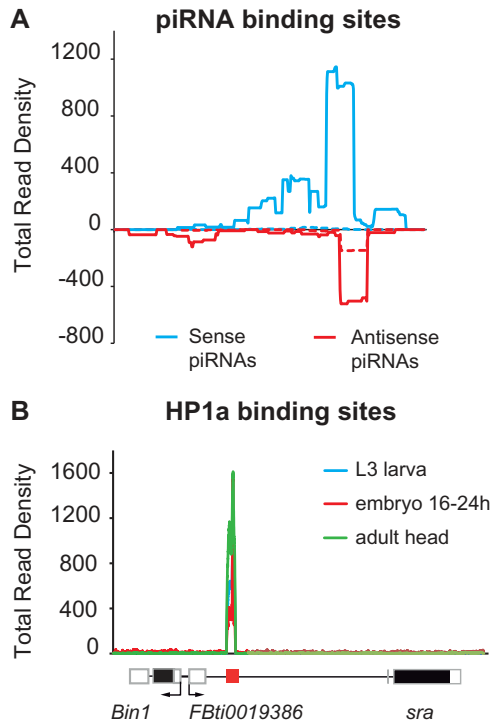 A piRNA binding sites
Total Read Density
1200
800
400
0
-400
-800
Sense piRNAs
Antisense piRNAs
B HP1a binding sites
Total Read Density
1600
1200
800
400
0
L3 larva
embryo 16-24h
adult head
Bin1 FBti0019386 sra